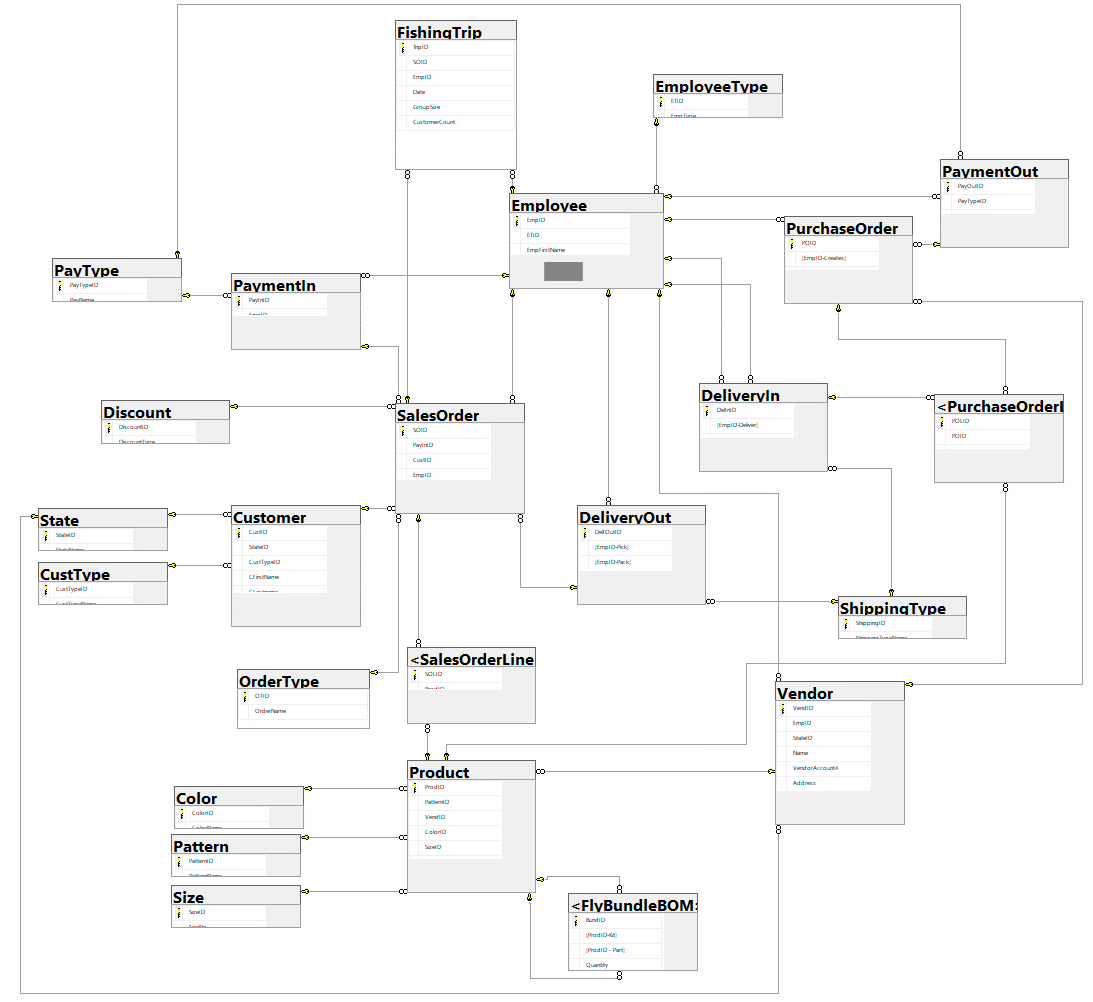 FishingTrip
TripID
SOID
EmpID
Date
GroupSize
CustomerCount
EmployeeType
ETID
EmpType
PaymentOut
PayOutID
PayTypeID
Employee
EmpID
ETID
EmpFirstName
PurchaseOrder
POID
[EmpID-Creates]
PayType
PayTypeID
PayName
PaymentIn
PayInID
EmpID
DeliveryIn
DelInID
[EmpID-Deliver]
<PurchaseOrderl
POLID
POID
Discount
DiscountID
DiscountType
SalesOrder
SOID
PayInID
CustID
EmpID
State
StateID
StateName
Customer
CustID
StateID
CustTypeID
CFirstName
DeliveryOut
DelOutID
[EmpID-Pick]
[EmpID-Pack]
CustType
CustTypeID
CustTypeName
ShippingType
ShippingID
ShippingTypeName
OrderType
OTID
OrderName
<SalesOrderLine
SOLID
ProdID
Vendor
VendID
EmpID
StateID
Name
VendorAccount#
Address
Product
ProdID
PatternID
VendID
ColorID
SizeID
Color
ColorID
ColorName
Pattern
PatternID
PatternName
Size
SizeID
<FlyBundleBOM>
BundID
[ProdID-Kit]
[ProdID - Part]
Quantity